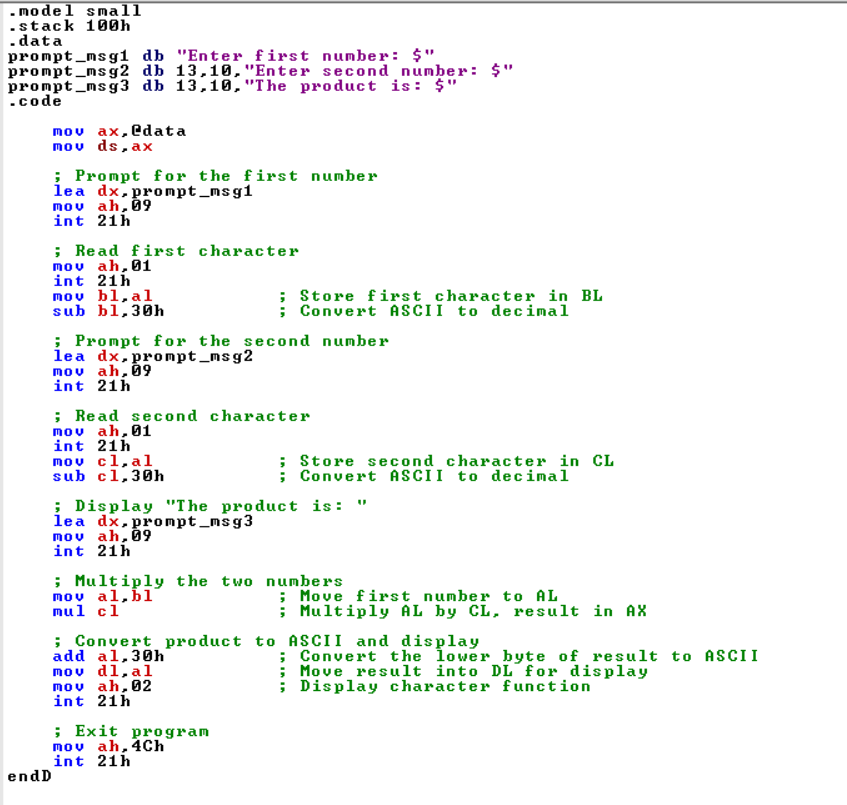 .model small
.stack 100h
.data
prompt_msg1 db "Enter first number: $"
prompt_msg2 db 13,10,"Enter second number: $"
prompt_msg3 db 13,10,"The product is: $"
.code
mov ax,@data
mov ds,ax
; Prompt for the first number
lea dx,prompt_msg1
mov ah,09
int 21h
; Read first character
mov ah,01
int 21h
mov bl,al ; Store first character in BL
sub bl,30h ; Convert ASCII to decimal
; Prompt for the second number
lea dx,prompt_msg2
mov ah,09
int 21h
; Read second character
mov ah,01
int 21h
mov cl,al ; Store second character in CL
sub cl,30h ; Convert ASCII to decimal
; Display "The product is: "
lea dx,prompt_msg3
mov ah,09
int 21h
; Multiply the two numbers
mov al,bl ; Move first number to AL
mul cl ; Multiply AL by CL, result in AX
; Convert product to ASCII and display
add al,30h ; Convert the lower byte of result to ASCII
mov dl,al ; Move result into DL for display
mov ah,02 ; Display character function
int 21h
; Exit program
mov ah,4Ch
int 21h
endD